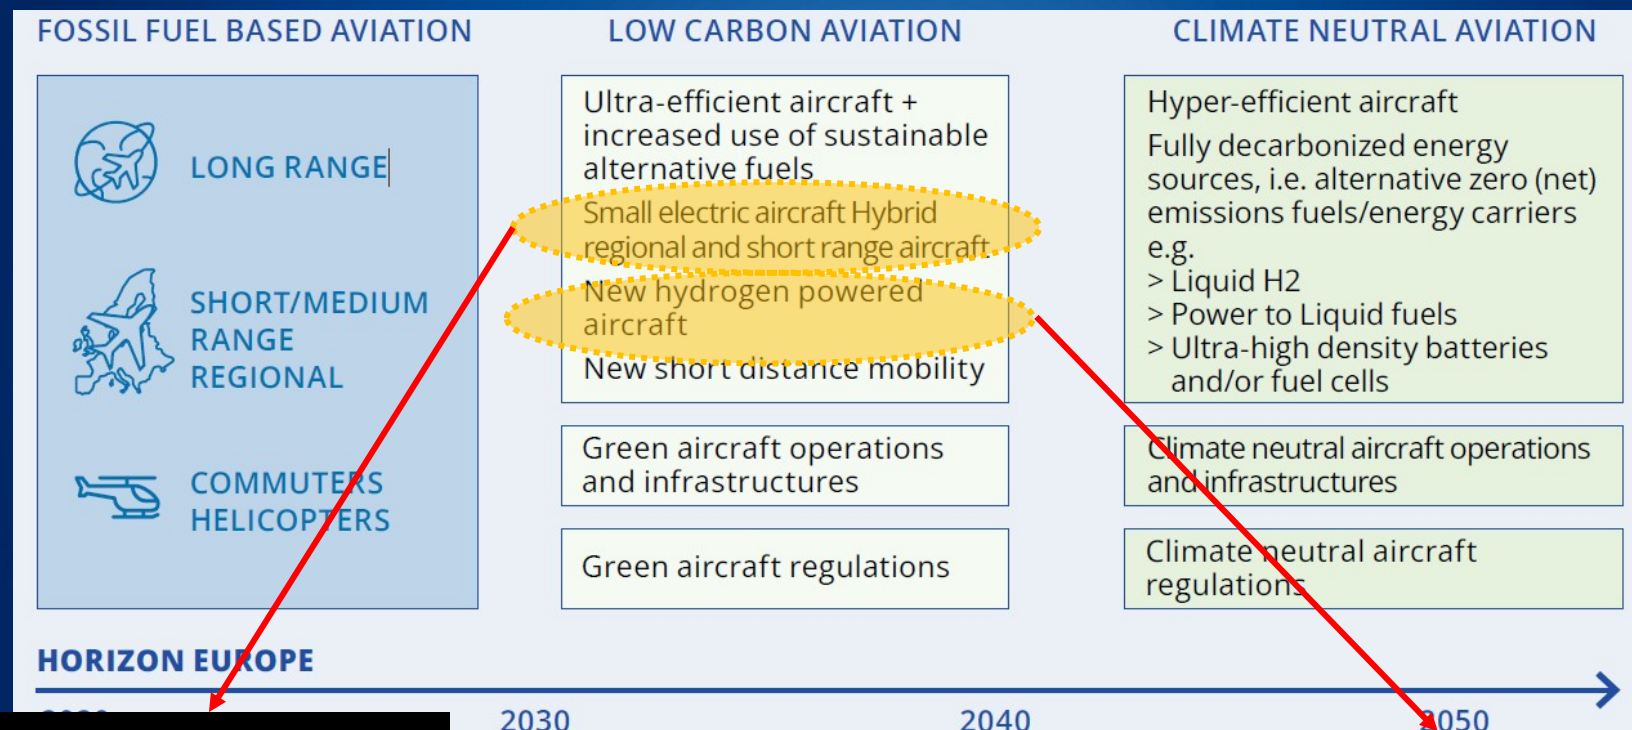 FOSSIL FUEL BASED AVIATION
LONG RANGE
SHORT/MEDIUM
RANGE
REGIONAL
COMMUTERS
HELICOPTERS
LOW CARBON AVIATION
Ultra-efficient aircraft +
increased use of sustainable
alternative fuels
Small electric aircraft Hybrid
regional and short range aircraft
New hydrogen powered
aircraft
New short distance mobility
Green aircraft operations
and infrastructures
Green aircraft regulations
CLIMATE NEUTRAL AVIATION
Hyper-efficient aircraft
Fully decarbonized energy
sources, i.e. alternative zero (net)
emissions fuels/energy carriers
e.g.
> Liquid H2
> Power to Liquid fuels
> Ultra-high density batteries
and/or fuel cells
Climate neutral aircraft operations
and infrastructures
Climate neutral aircraft
regulations
HORIZON EUROPE
2030
2040
2050